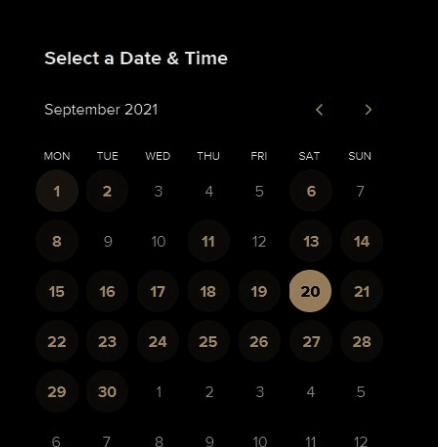 Select a Date & Time
September 2021 < >
MON TUE WED THU FRI SAT SUN
1 2 3 4 5 6 7
8 9 10 11 12 13 14
15 16 17 18 19 20 21
22 23 24 25 26 27 28
29 30 1 2 3 4 5
6 7 8 9 10 11 12